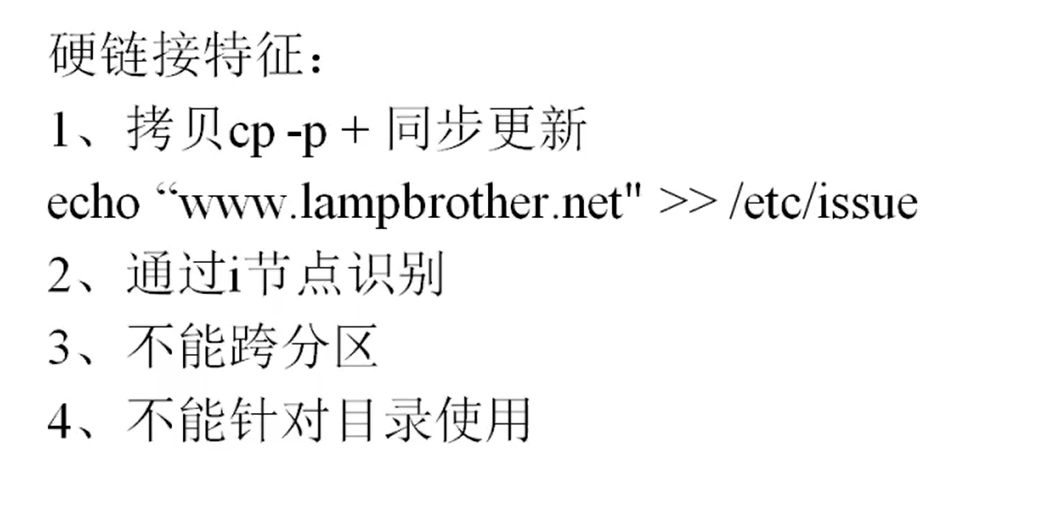 硬链接特征：
1、拷贝cp -p + 同步更新
echo “www.lampbrother.net" >> /etc/issue
2、通过i节点识别
3、不能跨分区
4、不能针对目录使用